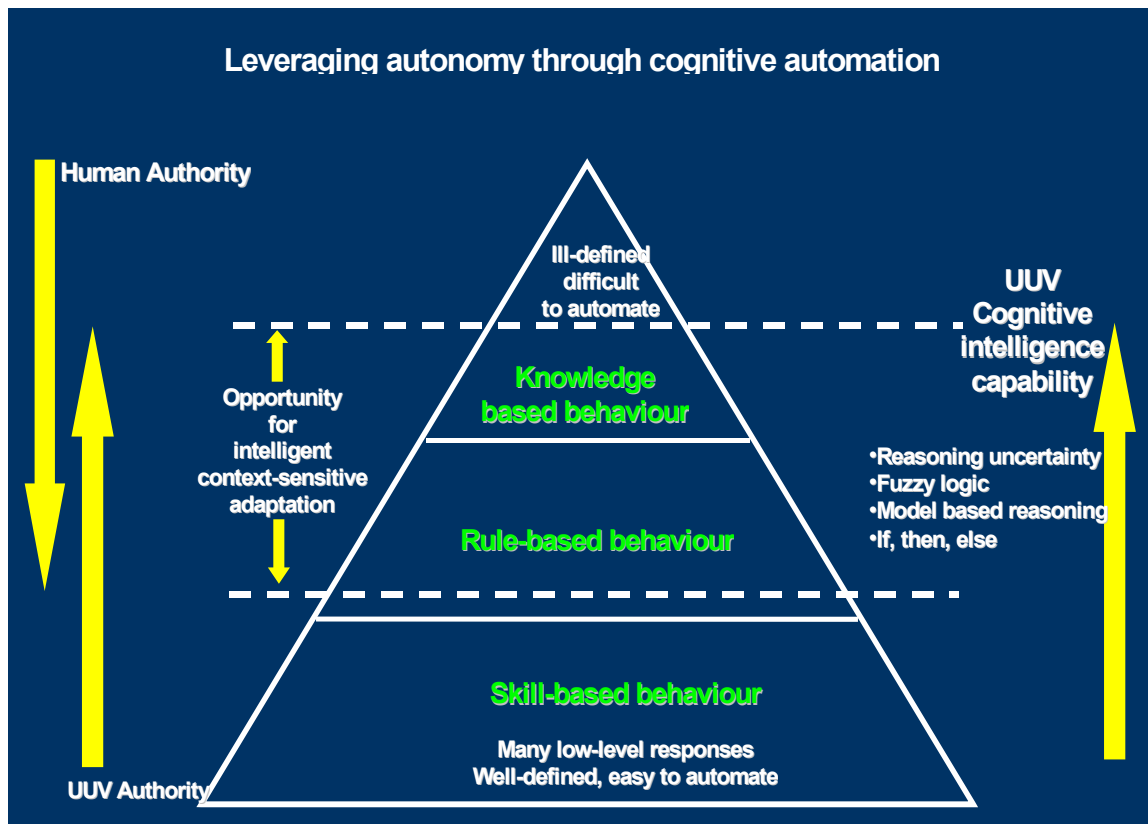 Leveraging autonomy through cognitive automation
Human Authority
Ill-defined
difficult
to automate
UUV
Cognitive
intelligence
capability
Knowledge
based behaviour
Opportunity
for
intelligent
context-sensitive
adaptation
•Reasoning uncertainty
•Fuzzy logic
•Model based reasoning
•If, then, else
Rule-based behaviour
Skill-based behaviour
Many low-level responses
Well-defined, easy to automate
UUV Authority